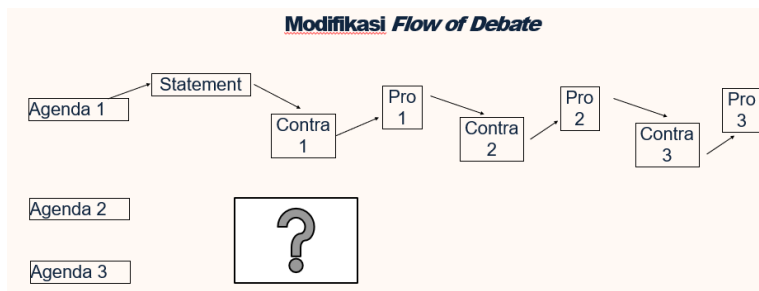 Modifikasi Flow of Debate
Agenda 1
Statement
Contra
1
Pro
1
Contra
2
Pro
2
Contra
3
Pro
3
Agenda 2
?
Agenda 3